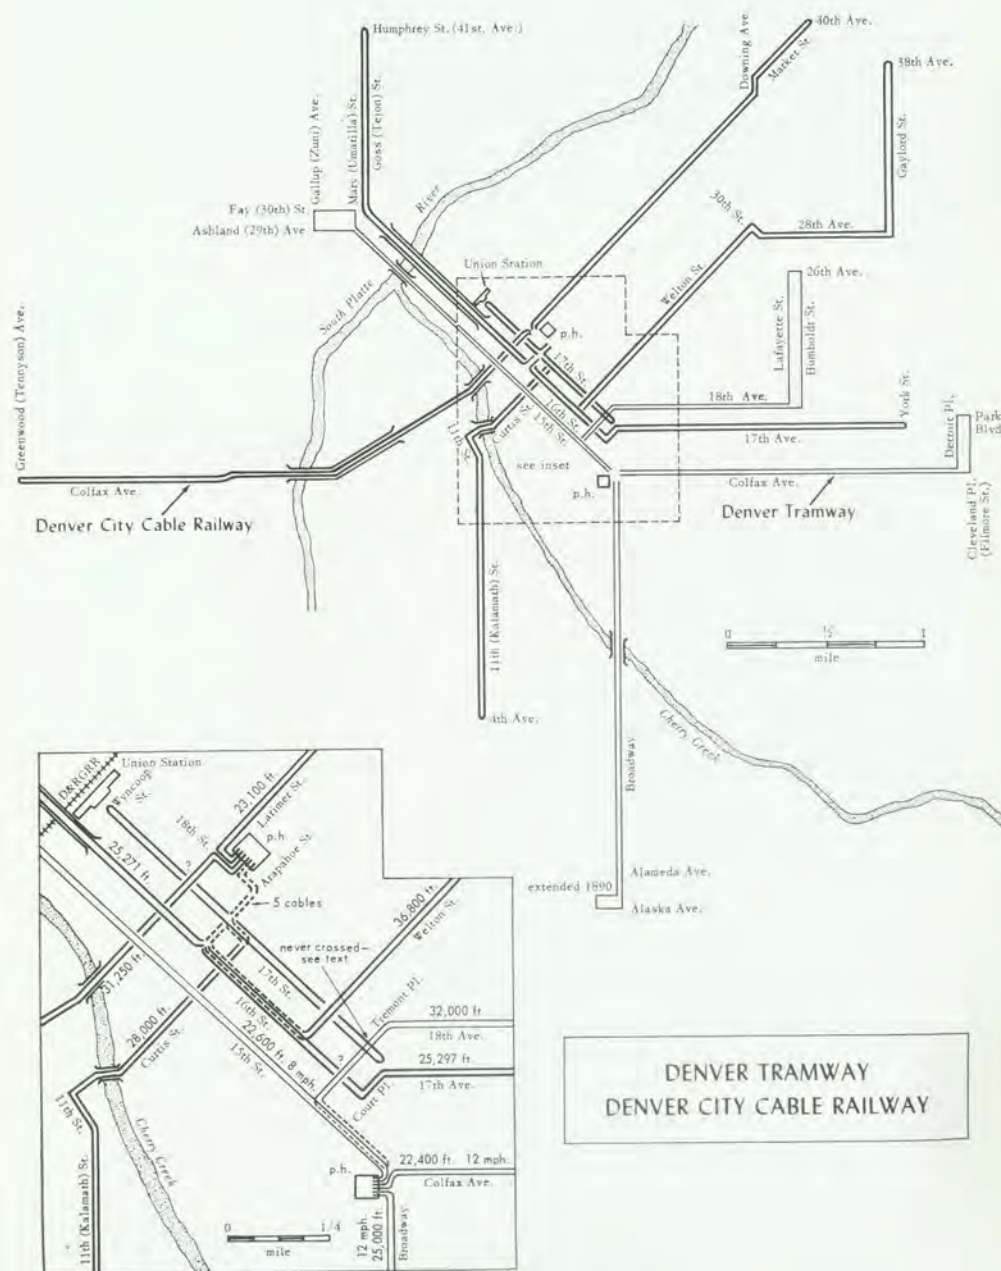 Humphrey St. (41st. Ave.)
40th Ave.
Downing Ave.
Market St.
38th Ave.
Gallup (Zuni) Ave.
Mary (Umatilla) St.
Goss (Tejon) St.
Gaylord St.
Fay (30th) St.
Ashland (29th) Ave.
River
30th St.
28th Ave.
Union Station
26th Ave.
South Platte
Welton St.
Lafayette St.
Humboldt St.
p.h.
17th St.
Greenwood (Tennyson) Ave.
18th Ave.
York St.
Detroit Pl.
Park Blvd.
16th St.
15th St.
Curtis St.
11th St.
17th Ave.
see inset
p.h.
Colfax Ave.
Colfax Ave.
Denver City Cable Railway
Denver Tramway
Cleveland Pl.
(Filmore St.)
11th (Kalamath) St.
0 ½ 1
mile
4th Ave.
Cherry Creek
Broadway
Alameda Ave.
extended 1890
Alaska Ave.
D&RGRR
Union Station
Wyncoop St.
23,100 ft.
Larimer St.
18th St.
p.h.
25,271 ft.
?
Arapahoe St.
5 cables
36,800 ft.
Welton St.
never crossed—
see text
31,250 ft.
17th St.
Tremont Pl.
32,000 ft.
18th Ave.
28,000 ft.
Curtis St.
16th St.
22,600 ft. 8 mph.
15th St.
?
25,297 ft.
17th Ave.
Court Pl.
11th St.
Cherry Creek
p.h.
22,400 ft. 12 mph.
Colfax Ave.
11th (Kalamath) St.
0 1/4
mile
12 mph.
25,000 ft.
Broadway
DENVER TRAMWAY
DENVER CITY CABLE RAILWAY